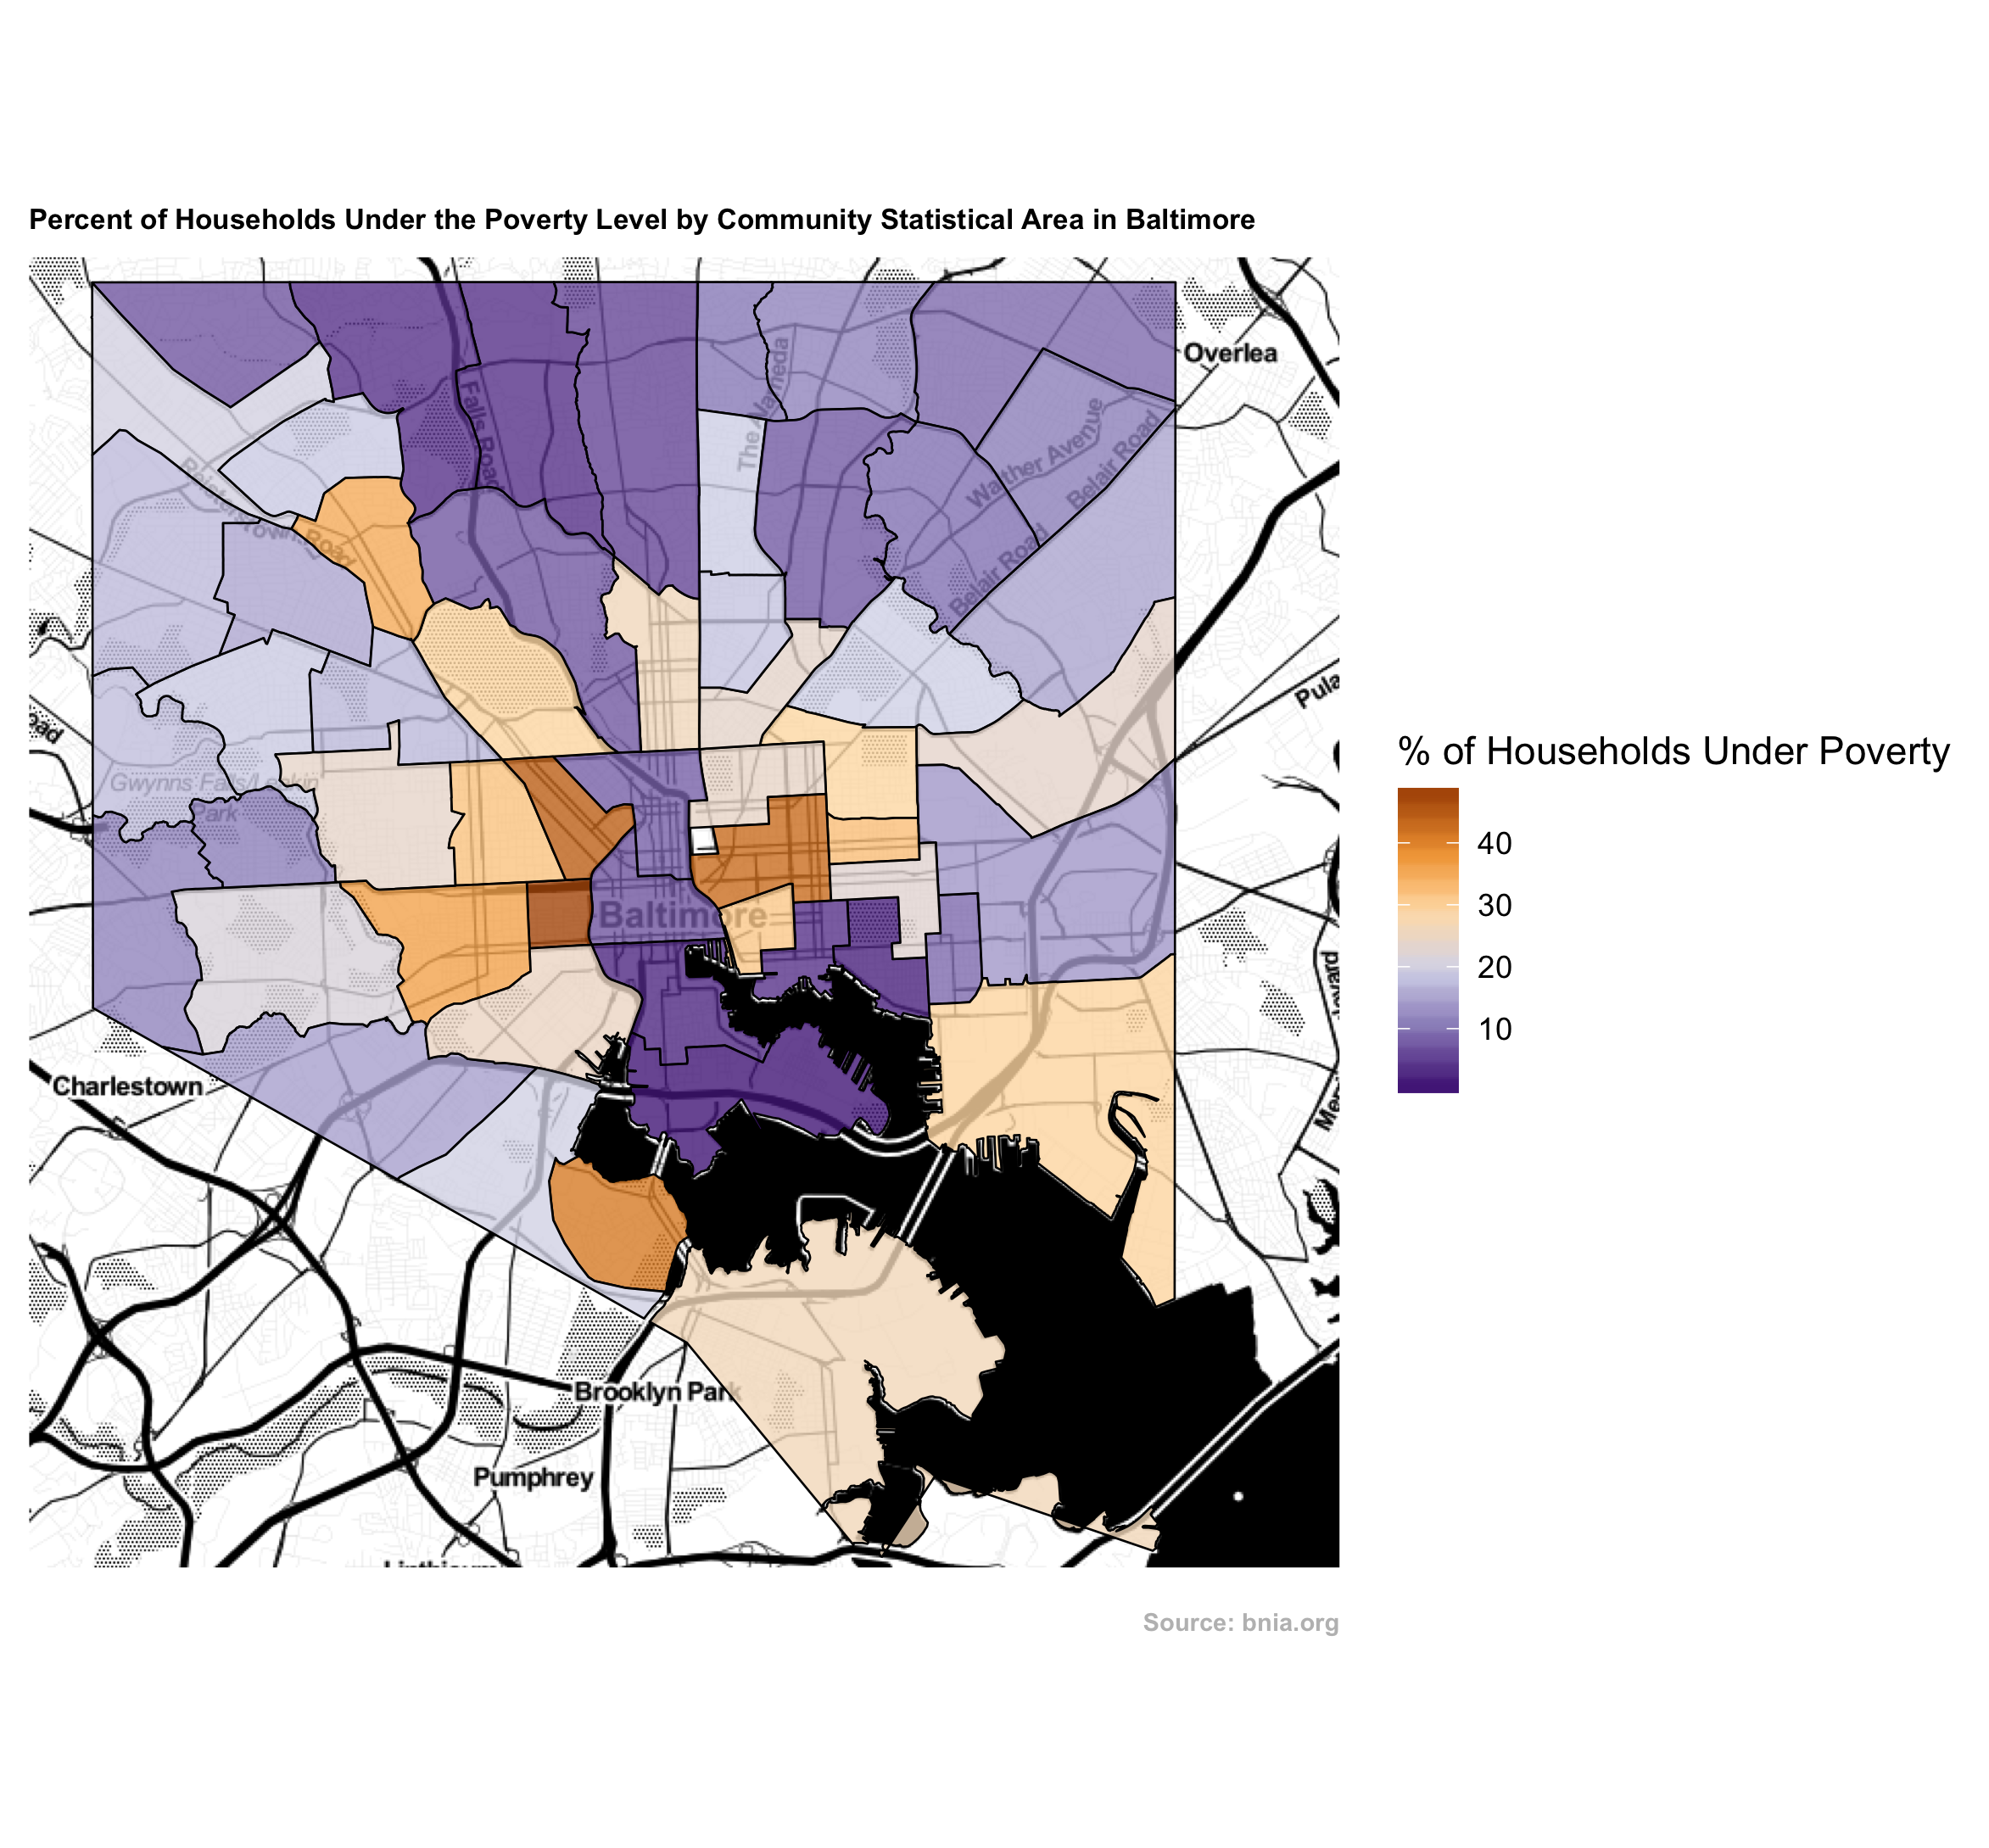 Percent of Households Under the Poverty Level by Community Statistical Area in Baltimore
Overlea
Falls Road
The Alameda
Walther Avenue
Belair Road
Reisterstown Road
Belair Road
Gwynns Falls/Leakin
Park
Baltimore
Charlestown
Brooklyn Park
Pumphrey
% of Households Under Poverty
40
30
20
10
Source: bnia.org